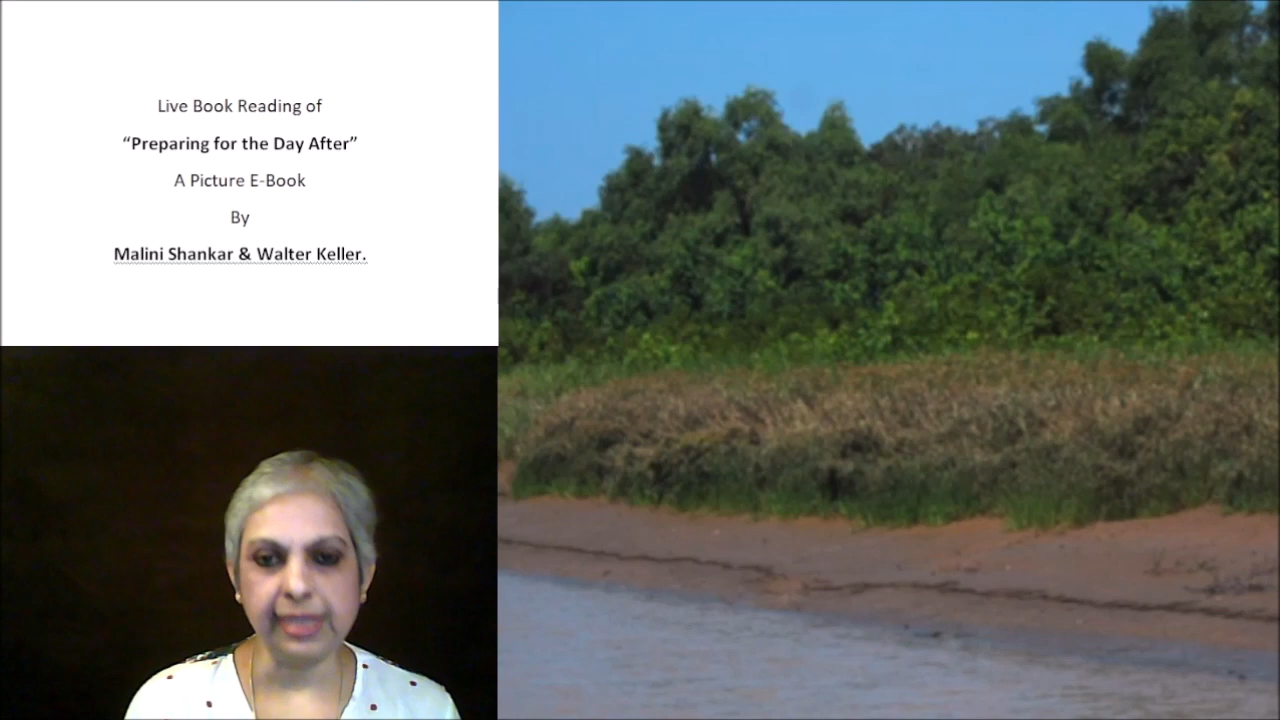 Live Book Reading of
“Preparing for the Day After”
A Picture E-Book
By
Malini Shankar & Walter Keller.